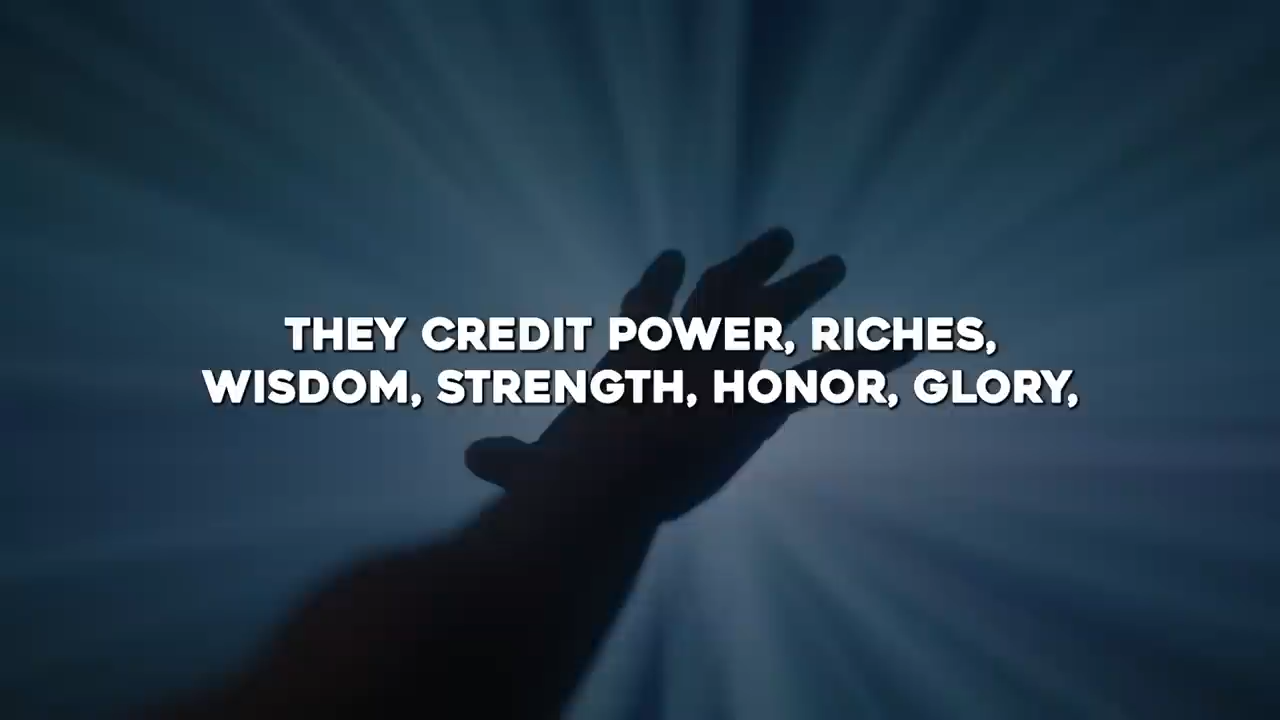 THEY CREDIT POWER, RICHES,
WISDOM, STRENGTH, HONOR, GLORY,